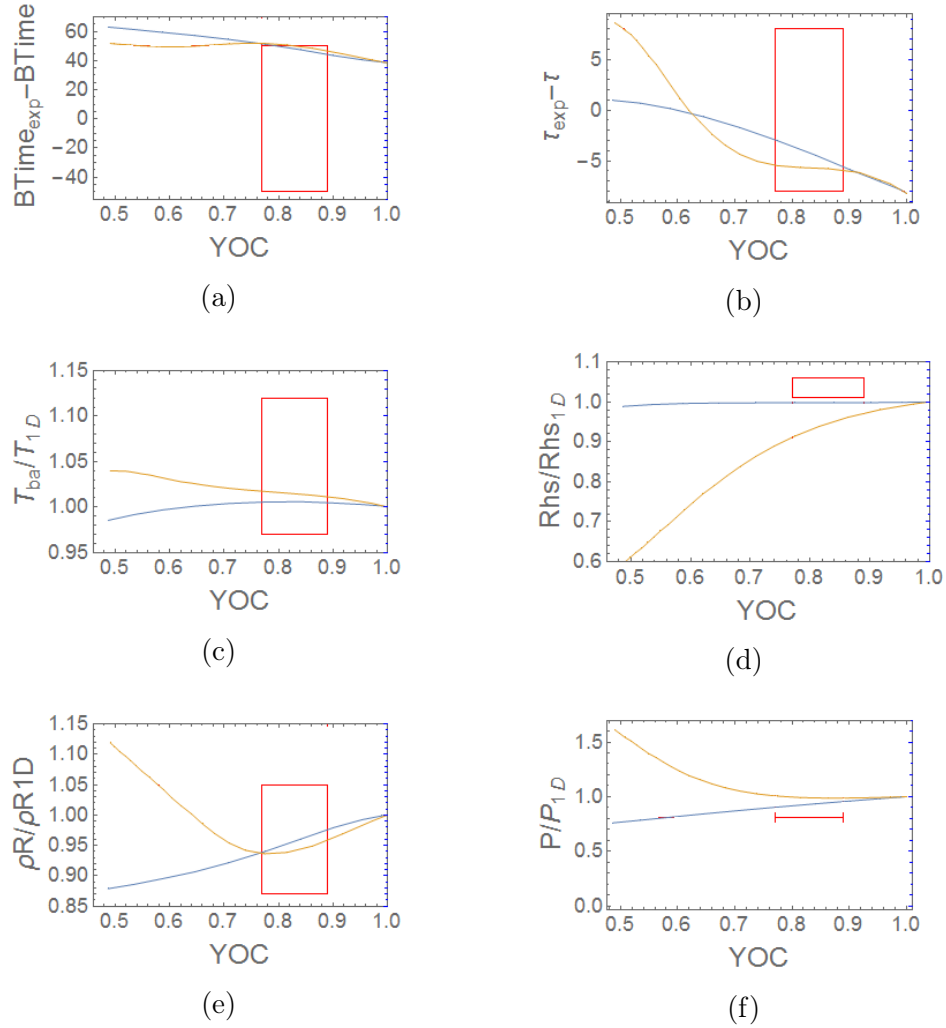 BTime_exp−BTime
60
40
20
0
−20
−40
0.5 0.6 0.7 0.8 0.9 1.0
YOC
(a)
τ_exp−τ
5
0
−5
0.5 0.6 0.7 0.8 0.9 1.0
YOC
(b)
T_ba/T_1D
1.15
1.10
1.05
1.00
0.95
0.5 0.6 0.7 0.8 0.9 1.0
YOC
(c)
Rhs/Rhs_1D
1.1
1.0
0.9
0.8
0.7
0.6
0.5 0.6 0.7 0.8 0.9 1.0
YOC
(d)
ρR/ρR1D
1.15
1.10
1.05
1.00
0.95
0.90
0.85
0.5 0.6 0.7 0.8 0.9 1.0
YOC
(e)
P/P_1D
1.5
1.0
0.5
0.0
0.5 0.6 0.7 0.8 0.9 1.0
YOC
(f)